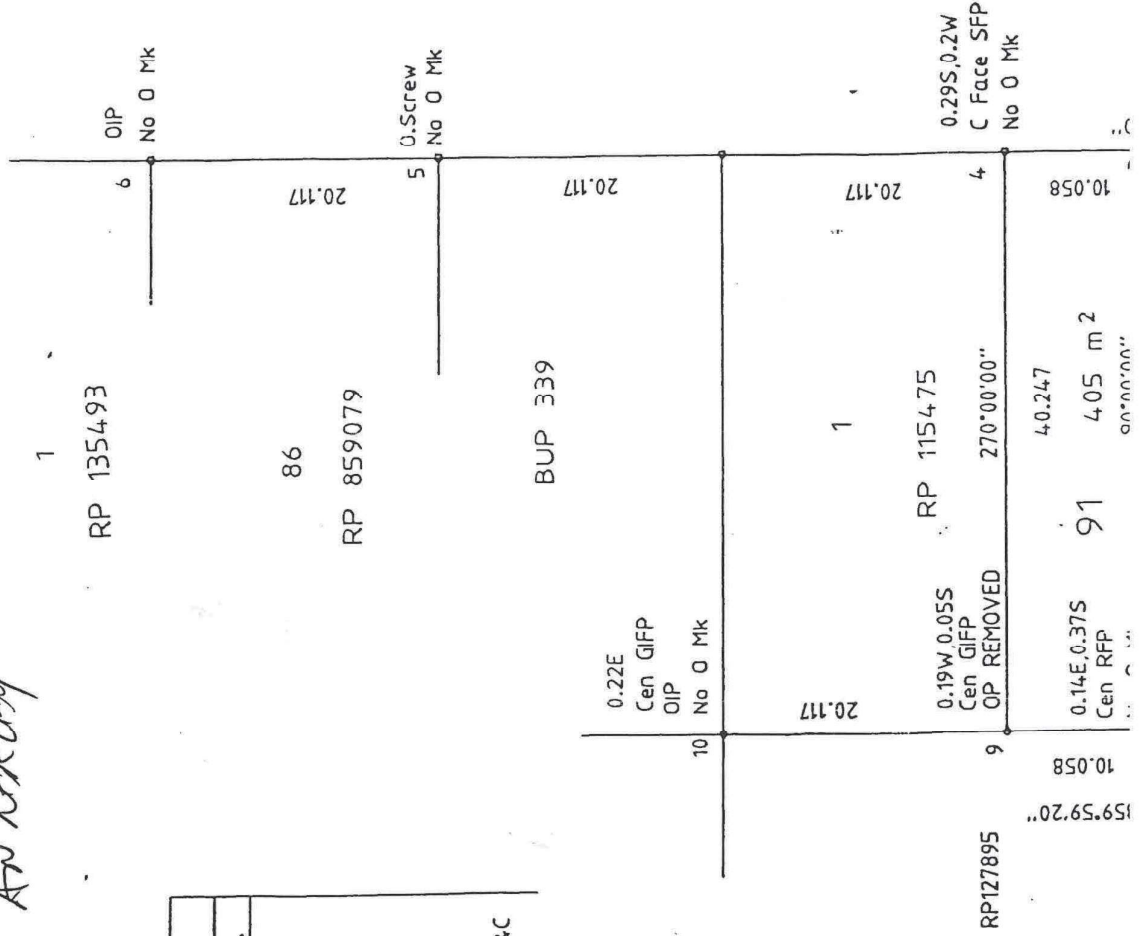 OIP
No O Mk
6
20.117
1
RP 135493
O.Screw
No O Mk
5
86
RP 859079
20.117
BUP 339
0.22E
Cen GIFP
OIP
No O Mk
10
20.117
20.117
1
RP 115475
0.29S,0.2W
C Face SFP
No O Mk
4
0.19W,0.05S
Cen GIFP
OP REMOVED
9
270°00'00"
40.247
10.058
91
405 m2
0.14E,0.37S
Cen RFP
10.058
RP127895